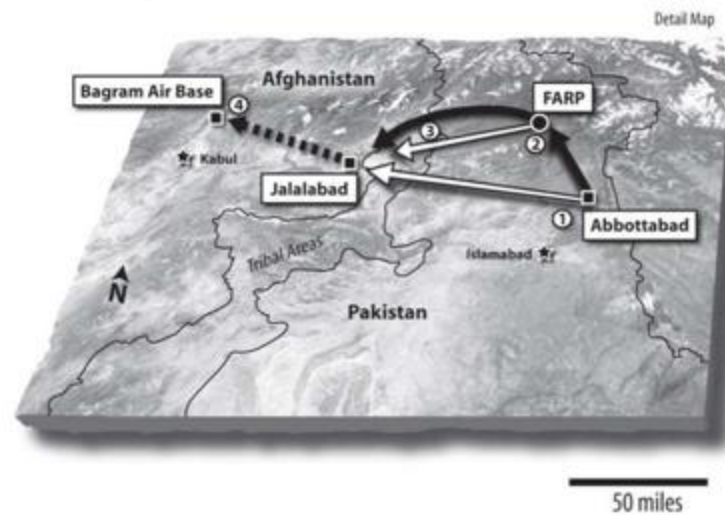 Detail Map
Afghanistan
Bagram Air Base
④
FARP
③
②
Kabul
Jalalabad
①
Abbottabad
Tribal Areas
Islamabad
N
Pakistan
50 miles